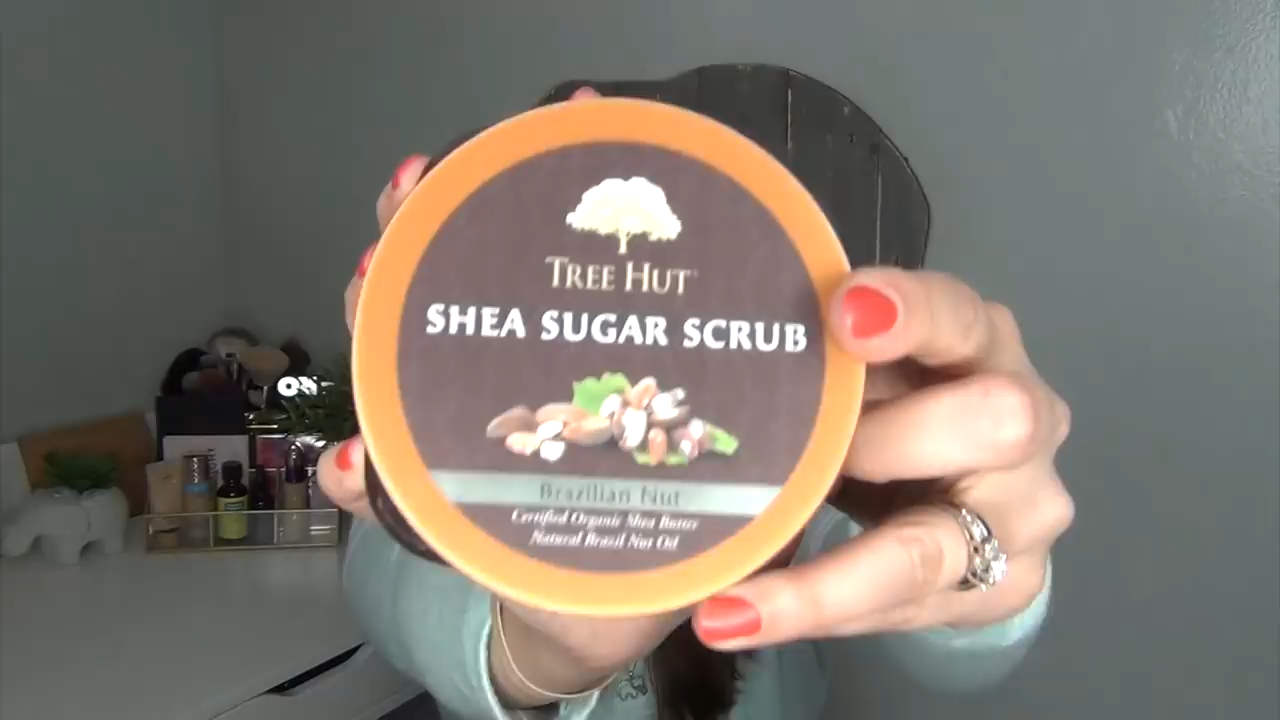 TREE HUT
SHEA SUGAR SCRUB
Brazilian Nut
Certified Organic Shea Butter
Natural Brazil Nut Oil